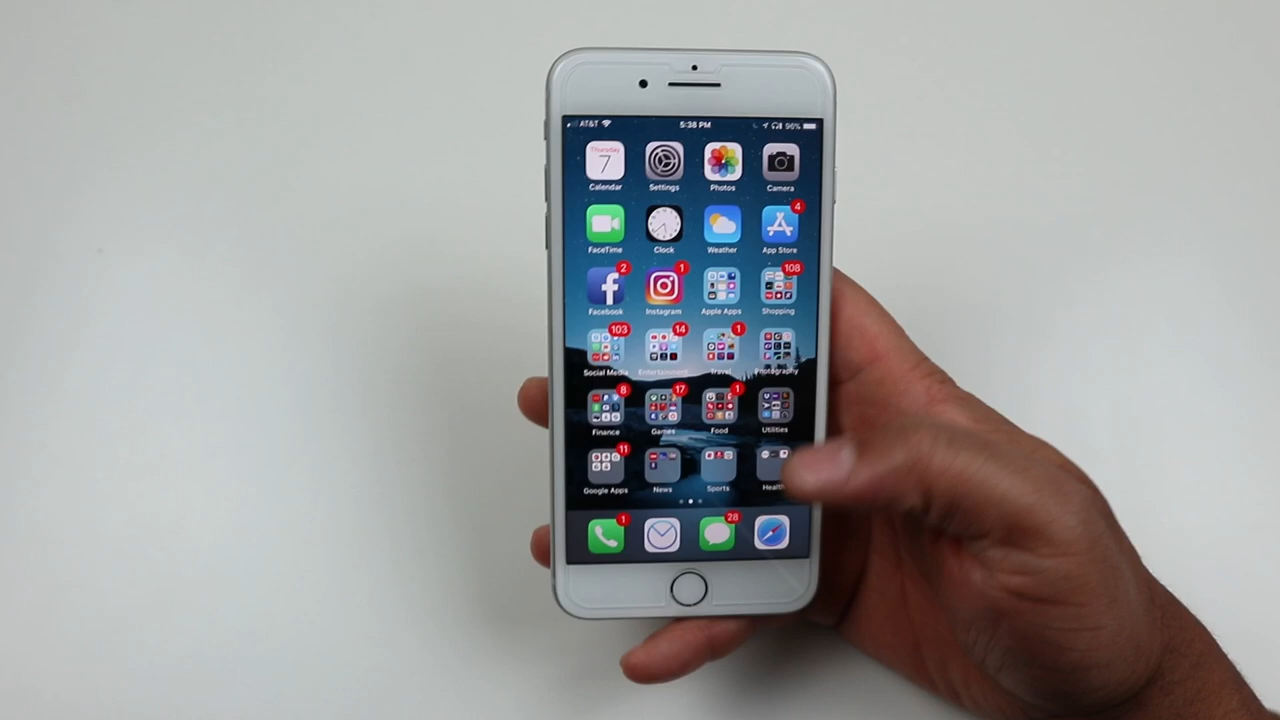 AT&T 5:38 PM 96%
Thursday
7
Calendar Settings Photos Camera
4
FaceTime Clock Weather App Store
2 1 108
Facebook Instagram Apple Apps Shopping
103 14 1
Social Media Entertainment Travel Photography
8 17 1
Finance Games Food Utilities
11
Google Apps News Sports Health
1 28